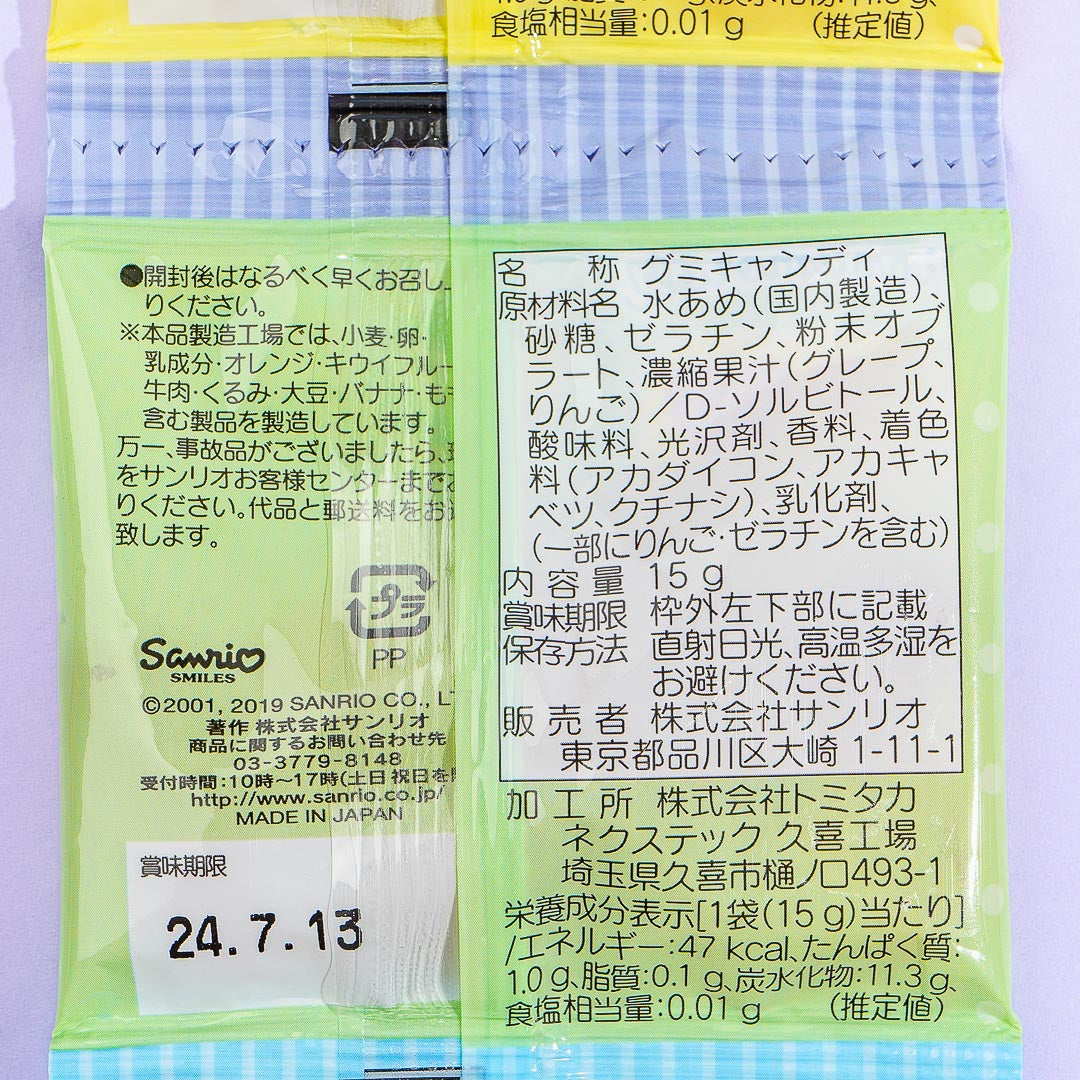 食塩相当量:0.01 g （推定値）
●開封後はなるべく早くお召し
りください。
※本品製造工場では、小麦・卵・
乳成分・オレンジ・キウイフルー
牛肉・くるみ・大豆・バナナ・も
含む製品を製造しています。
万一、事故品がございましたら、
をサンリオお客様センターまで
りください。代品と郵送料をお
致します。
プラ
PP
Sanrio
SMILES
©2001, 2019 SANRIO CO., L
著作 株式会社サンリオ
商品に関するお問い合わせ先
03-3779-8148
受付時間:10時～17時(土日祝日を
http://www.sanrio.co.jp/
MADE IN JAPAN
賞味期限
24.7.13
名称 グミキャンディ
原材料名 水あめ(国内製造)、
砂糖、ゼラチン、粉末オブ
ラート、濃縮果汁(グレープ、
りんご)/D-ソルビトール、
酸味料、光沢剤、香料、着色
料(アカダイコン、アカキャ
ベツ、クチナシ)、乳化剤、
(一部にりんご・ゼラチンを含む)
内容量 15 g
賞味期限 枠外左下部に記載
保存方法 直射日光、高温多湿を
お避けください。
販売者 株式会社サンリオ
東京都品川区大崎 1-11-1
加工所 株式会社トミタカ
ネクステック 久喜工場
埼玉県久喜市樋ノ口493-1
栄養成分表示[1袋(15 g)当たり]
/エネルギー:47 kcal、たんぱく質:
1.0 g、脂質:0.1 g、炭水化物:11.3 g、
食塩相当量:0.01 g （推定値）